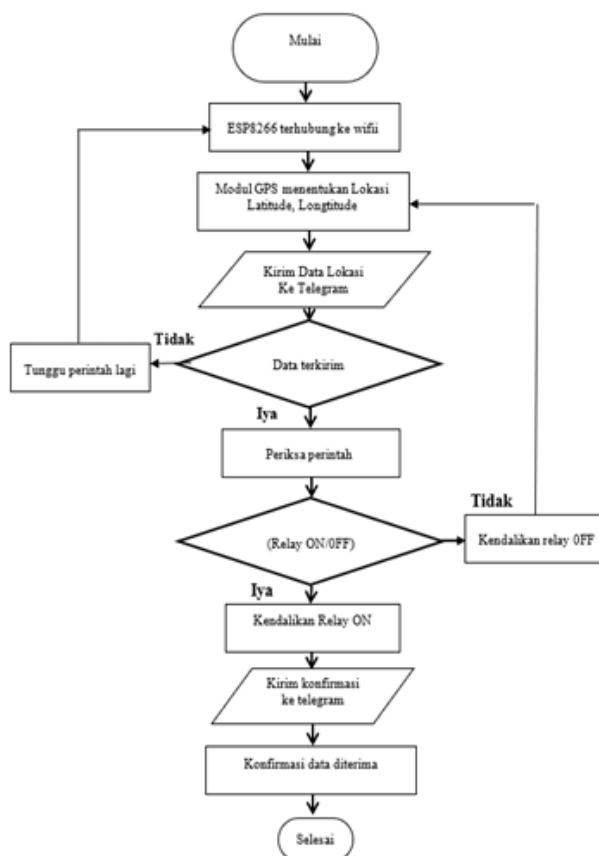 Mulai
ESP8266 terhubung ke wifii
Modul GPS menentukan Lokasi
Latitude, Longtitude
Kirim Data Lokasi
Ke Telegram
Tidak
Data terkirim
Tunggu perintah lagi
Iya
Periksa perintah
Tidak
(Relay ON/0FF)
Kendalikan relay 0FF
Iya
Kendalikan Relay ON
Kirim konfirmasi
ke telegram
Konfirmasi data diterima
Selesai